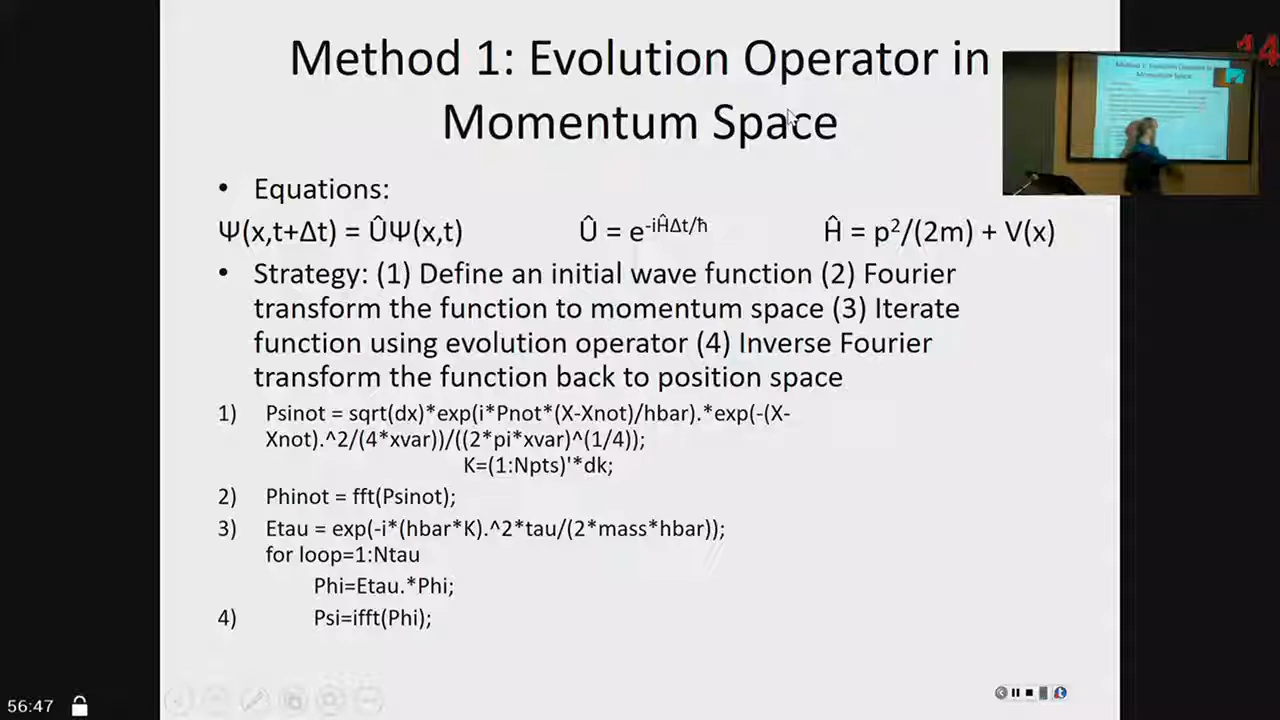 Method 1: Evolution Operator in
Momentum Space
• Equations:
Ψ(x,t+Δt) = ÛΨ(x,t) Û = e^-iĤΔt/ħ Ĥ = p²/(2m) + V(x)
• Strategy: (1) Define an initial wave function (2) Fourier
transform the function to momentum space (3) Iterate
function using evolution operator (4) Inverse Fourier
transform the function back to position space
1) Psinot = sqrt(dx)*exp(i*Pnot*(X-Xnot)/hbar).*exp(-(X-
Xnot).^2/(4*xvar))/((2*pi*xvar)^(1/4));
K=(1:Npts)'*dk;
2) Phinot = fft(Psinot);
3) Etau = exp(-i*(hbar*K).^2*tau/(2*mass*hbar));
for loop=1:Ntau
Phi=Etau.*Phi;
4) Psi=ifft(Phi);
56:47